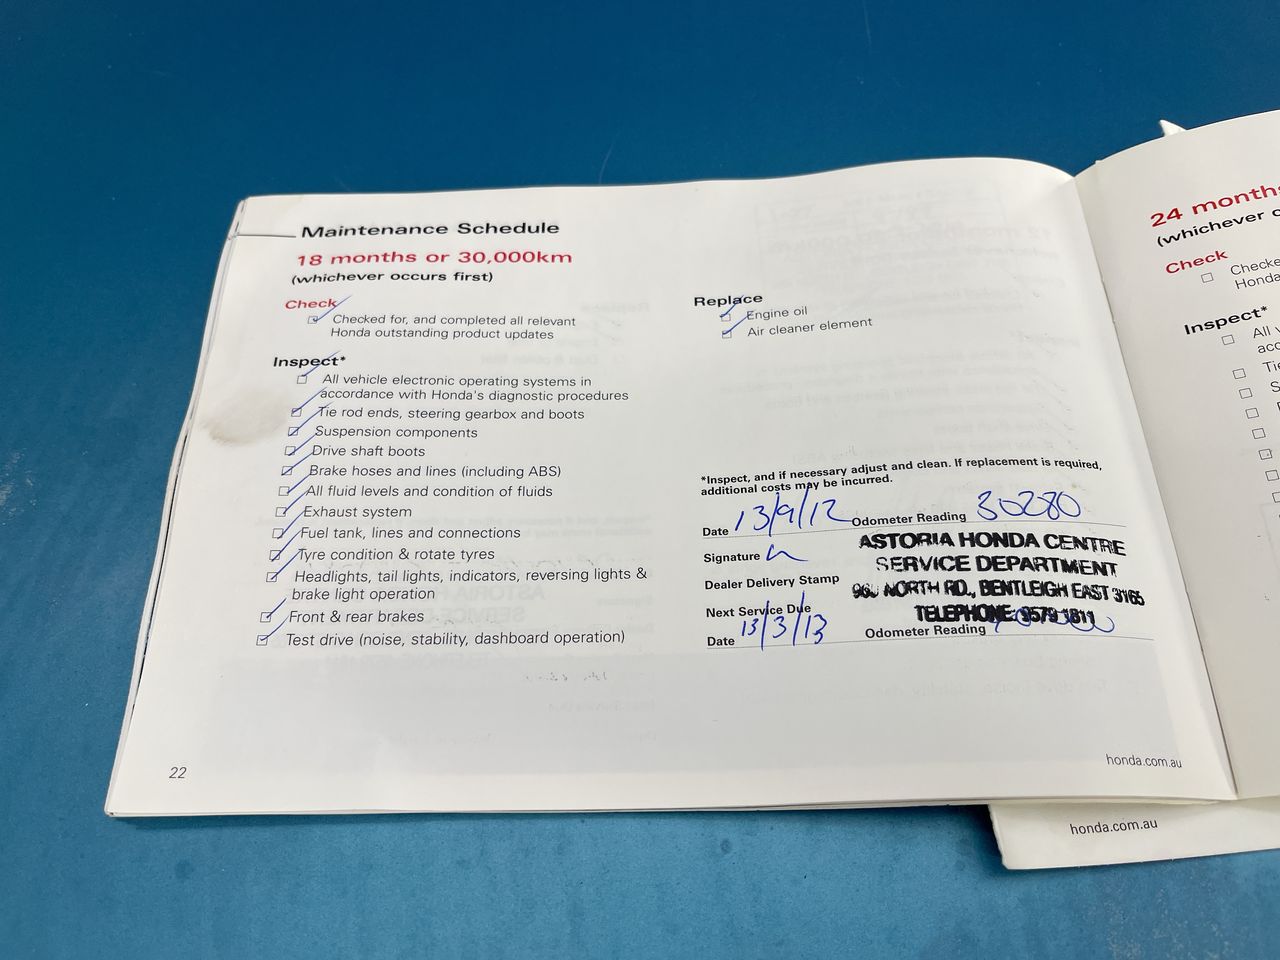 Maintenance Schedule
18 months or 30,000km
(whichever occurs first)
Check
Checked for, and completed all relevant
Honda outstanding product updates
Inspect*
All vehicle electronic operating systems in
accordance with Honda's diagnostic procedures
Tie rod ends, steering gearbox and boots
Suspension components
Drive shaft boots
Brake hoses and lines (including ABS)
All fluid levels and condition of fluids
Exhaust system
Fuel tank, lines and connections
Tyre condition & rotate tyres
Headlights, tail lights, indicators, reversing lights &
brake light operation
Front & rear brakes
Test drive (noise, stability, dashboard operation)
22
Replace
Engine oil
Air cleaner element
*Inspect, and if necessary adjust and clean. If replacement is required,
additional costs may be incurred.
Date 13/9/12 Odometer Reading 30280
Signature
ASTORIA HONDA CENTRE
SERVICE DEPARTMENT
Dealer Delivery Stamp
NORTH RD., BENTLEIGH EAST 3165
Next Service Due
TELEPHONE: 9579 1811
Date 13/3/13 Odometer Reading
honda.com.au
24 months
(whichever
Check
Honda
Inspect*
All
honda.com.au